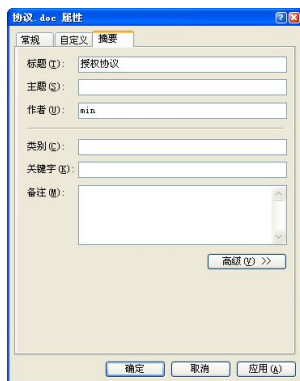 协议.doc 属性
常规 自定义 摘要
标题(T): 授权协议
主题(S):
作者(U): min
类别(C):
关键字(K):
备注(M):
高级(V) >>
确定 取消 应用(A)